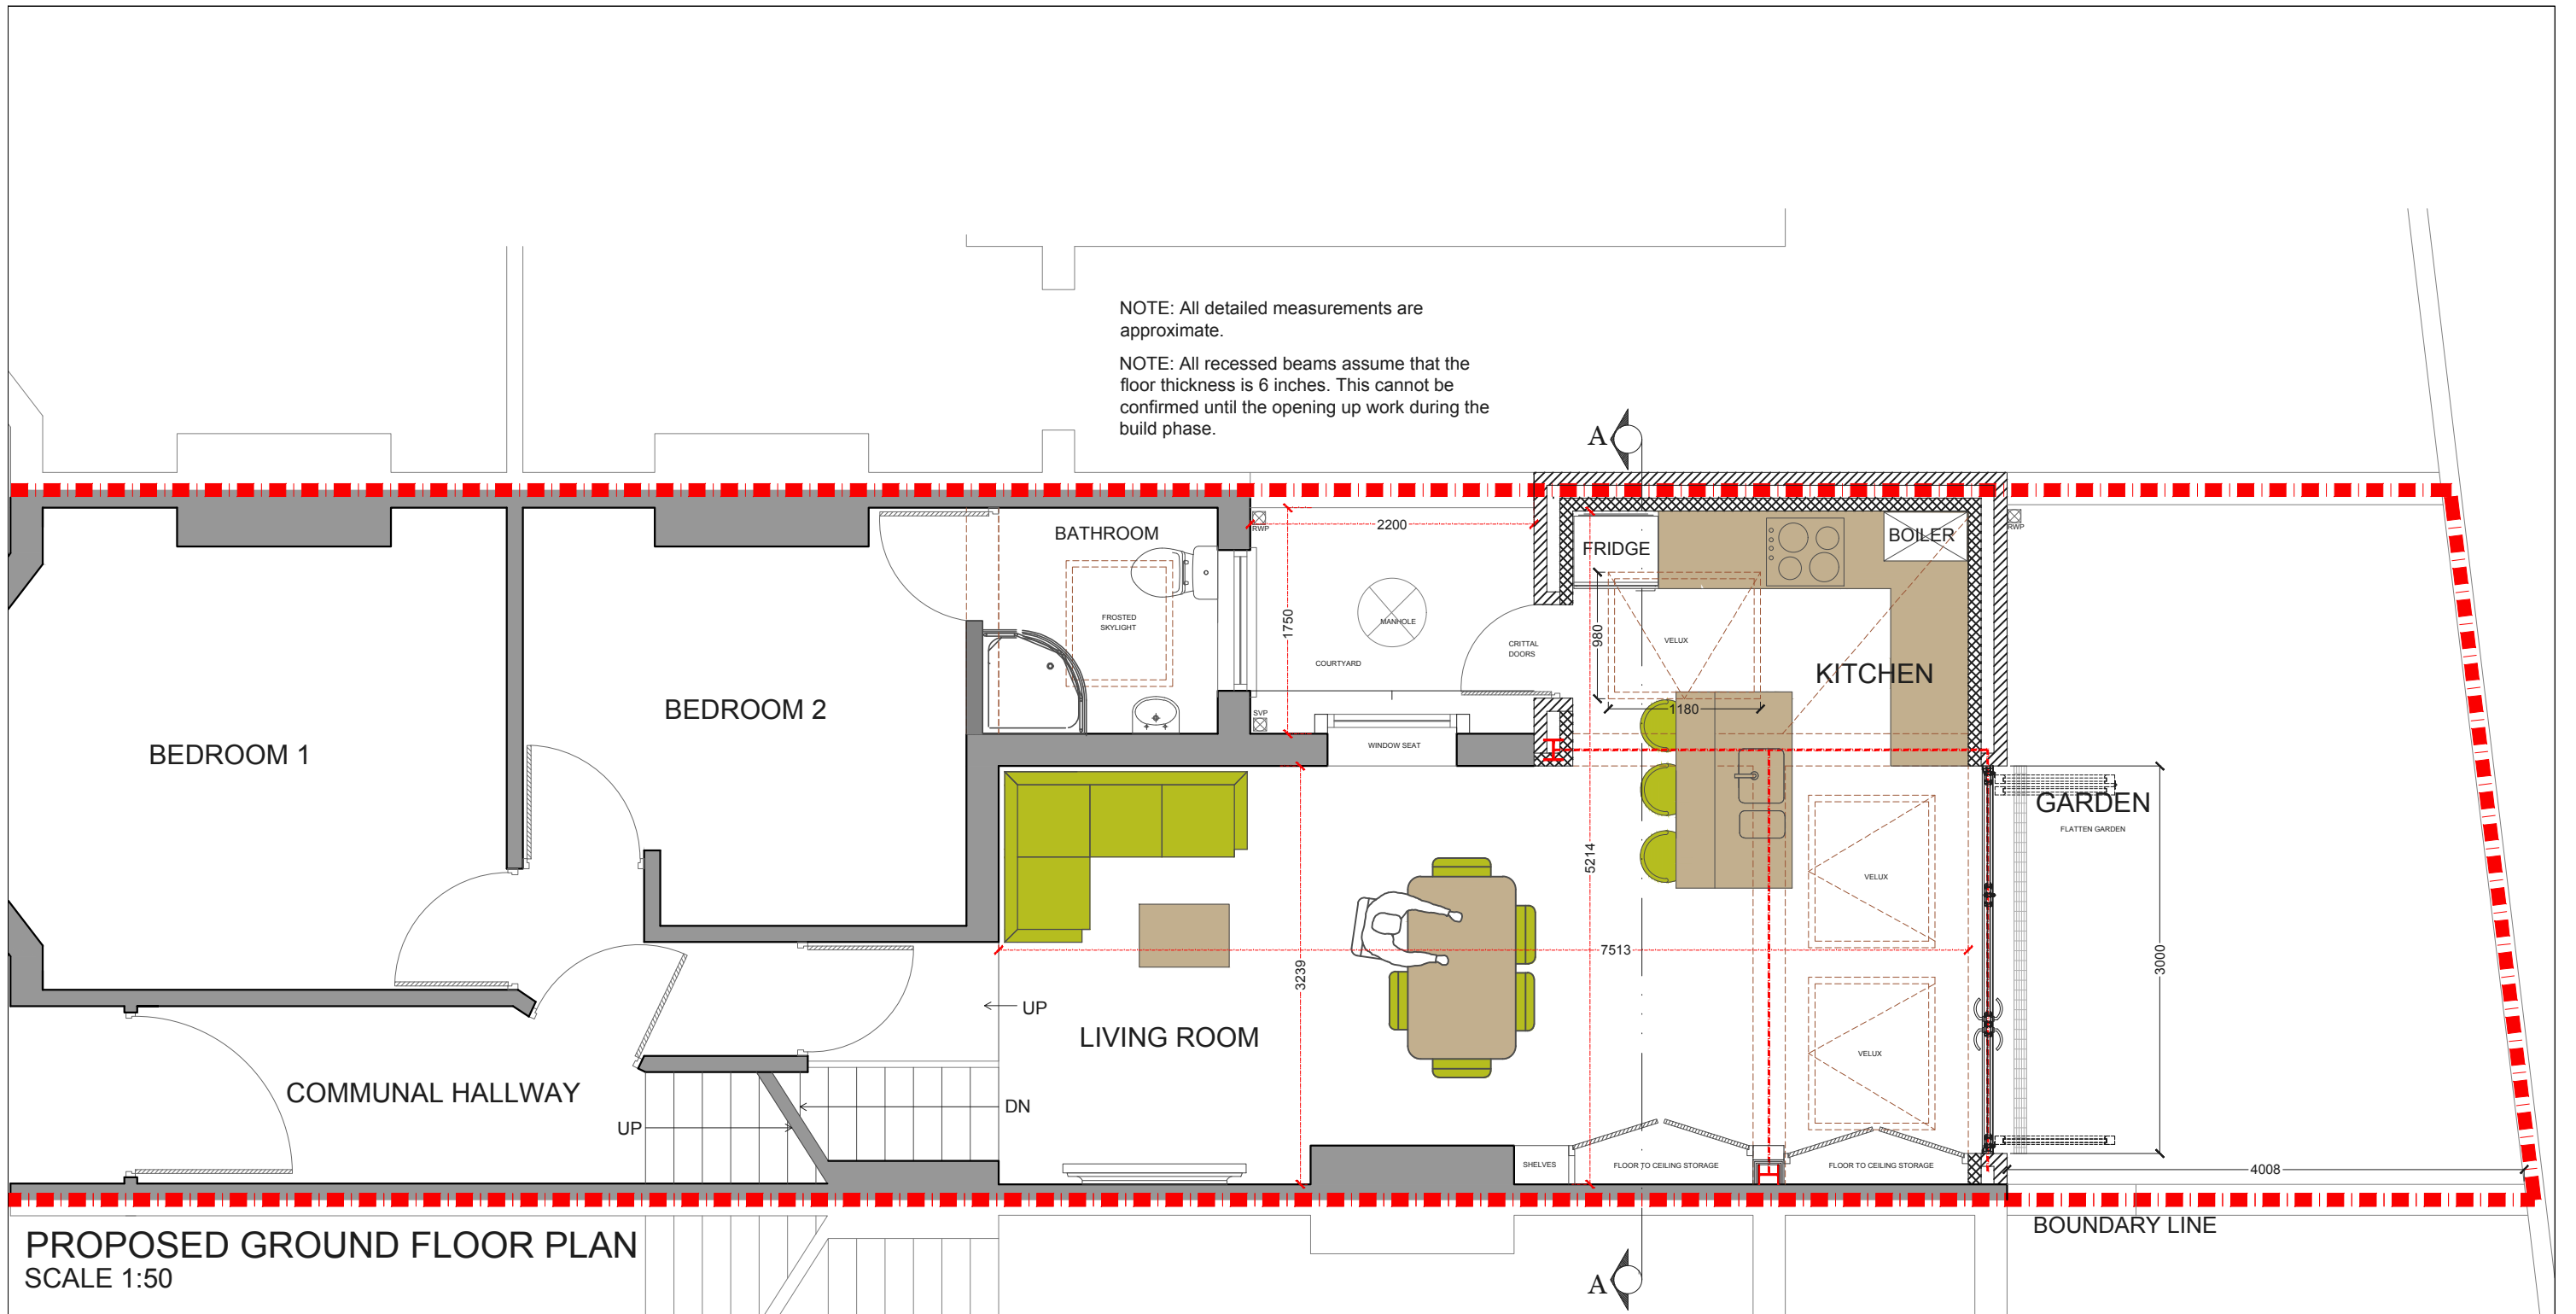 NOTE: All detailed measurements are
approximate.
NOTE: All recessed beams assume that the
floor thickness is 6 inches. This cannot be
confirmed until the opening up work during the
build phase.
A
BATHROOM
RWP
2200
FRIDGE
BOILER
RWP
FROSTED
SKYLIGHT
1750
MANHOLE
980
VELUX
CRITTAL
DOORS
COURTYARD
KITCHEN
BEDROOM 2
SVP
1180
BEDROOM 1
WINDOW SEAT
GARDEN
FLATTEN GARDEN
5214
VELUX
7513
3239
3000
UP
LIVING ROOM
VELUX
COMMUNAL HALLWAY
DN
UP
SHELVES
FLOOR TO CEILING STORAGE
FLOOR TO CEILING STORAGE
4008
BOUNDARY LINE
PROPOSED GROUND FLOOR PLAN
SCALE 1:50
A